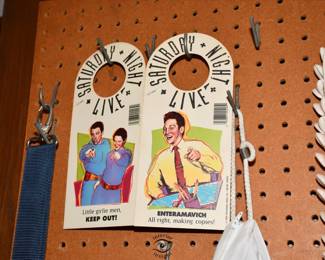 SATURDAY NIGHT
LIVE
Little girlie men,
KEEP OUT!
SATURDAY NIGHT
LIVE
ENTERAMAVICH
All right, making copies!